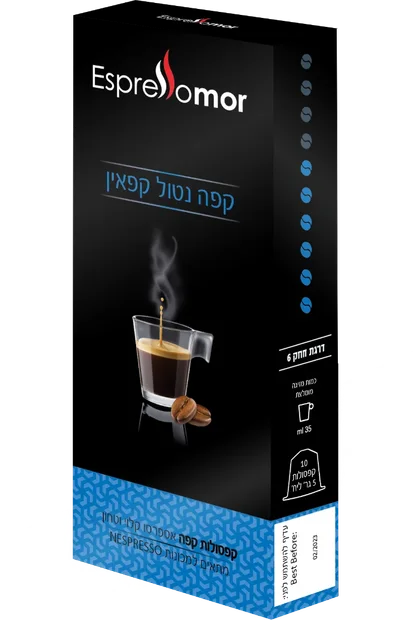 Espressomor
קפה נטול קפאין
קפסולות קפה אספרסו קלוי וטחון
מתאים למכונות NESPRESSO
דרגת חוזק 6
כמות מזיגה
מומלצת
35 ml
10
קפסולות
5 גר' ליח'
עדיף להשתמש לפני:
Best Before:
02/2023